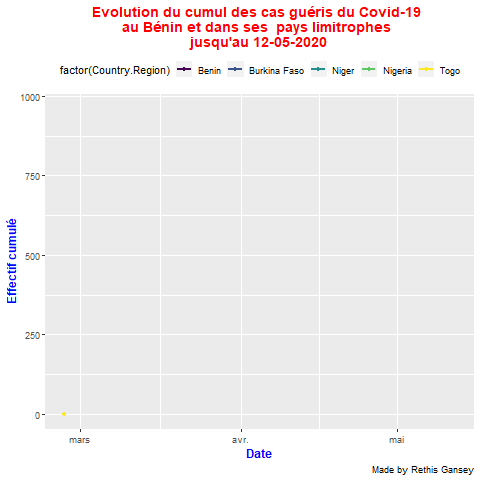 Evolution du cumul des cas guéris du Covid-19
au Bénin et dans ses  pays limitrophes
jusqu'au 12-05-2020
factor(Country.Region) Benin Burkina Faso Niger Nigeria Togo
1000
750
500
250
0
Effectif cumulé
mars avr. mai
Date
Made by Rethis Gansey